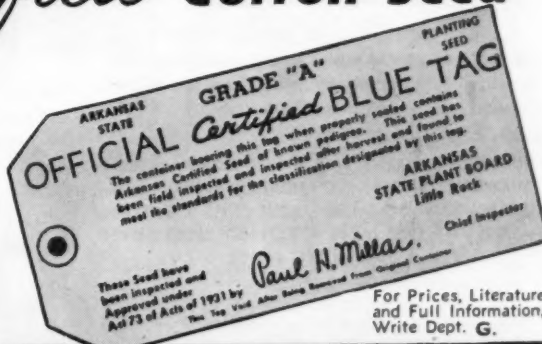 Cotton Seed
ARKANSAS
STATE
GRADE "A"
PLANTING
SEED
OFFICIAL Certified BLUE TAG
The container bearing this tag when properly sealed contains
Arkansas Certified Seed of known pedigree. This seed has
been field inspected and inspected after harvest and found to
meet the standards for the classification designated by this tag.
ARKANSAS
STATE PLANT BOARD
Little Rock
These Seed have
been inspected and
Approved under
Act 73 of Acts of 1931 by
Paul H. Millar.
Chief Inspector
This Tag Void After Being Removed From Original Container
For Prices, Literature
and Full Information,
Write Dept. G.